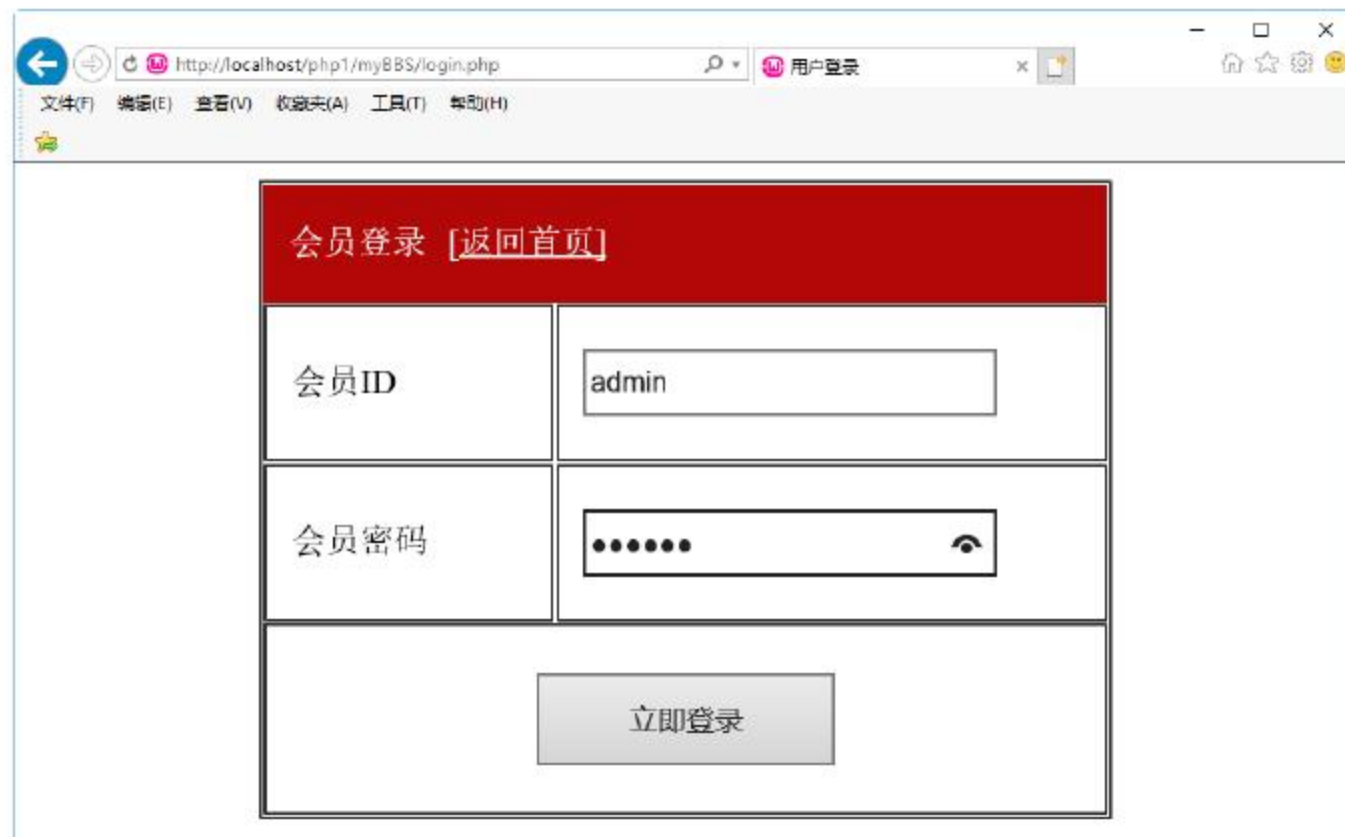 http://localhost/php1/myBBS/login.php
用户登录
文件(F) 编辑(E) 查看(V) 收藏夹(A) 工具(T) 帮助(H)
会员登录 [返回首页]
会员ID
admin
会员密码
••••••
立即登录